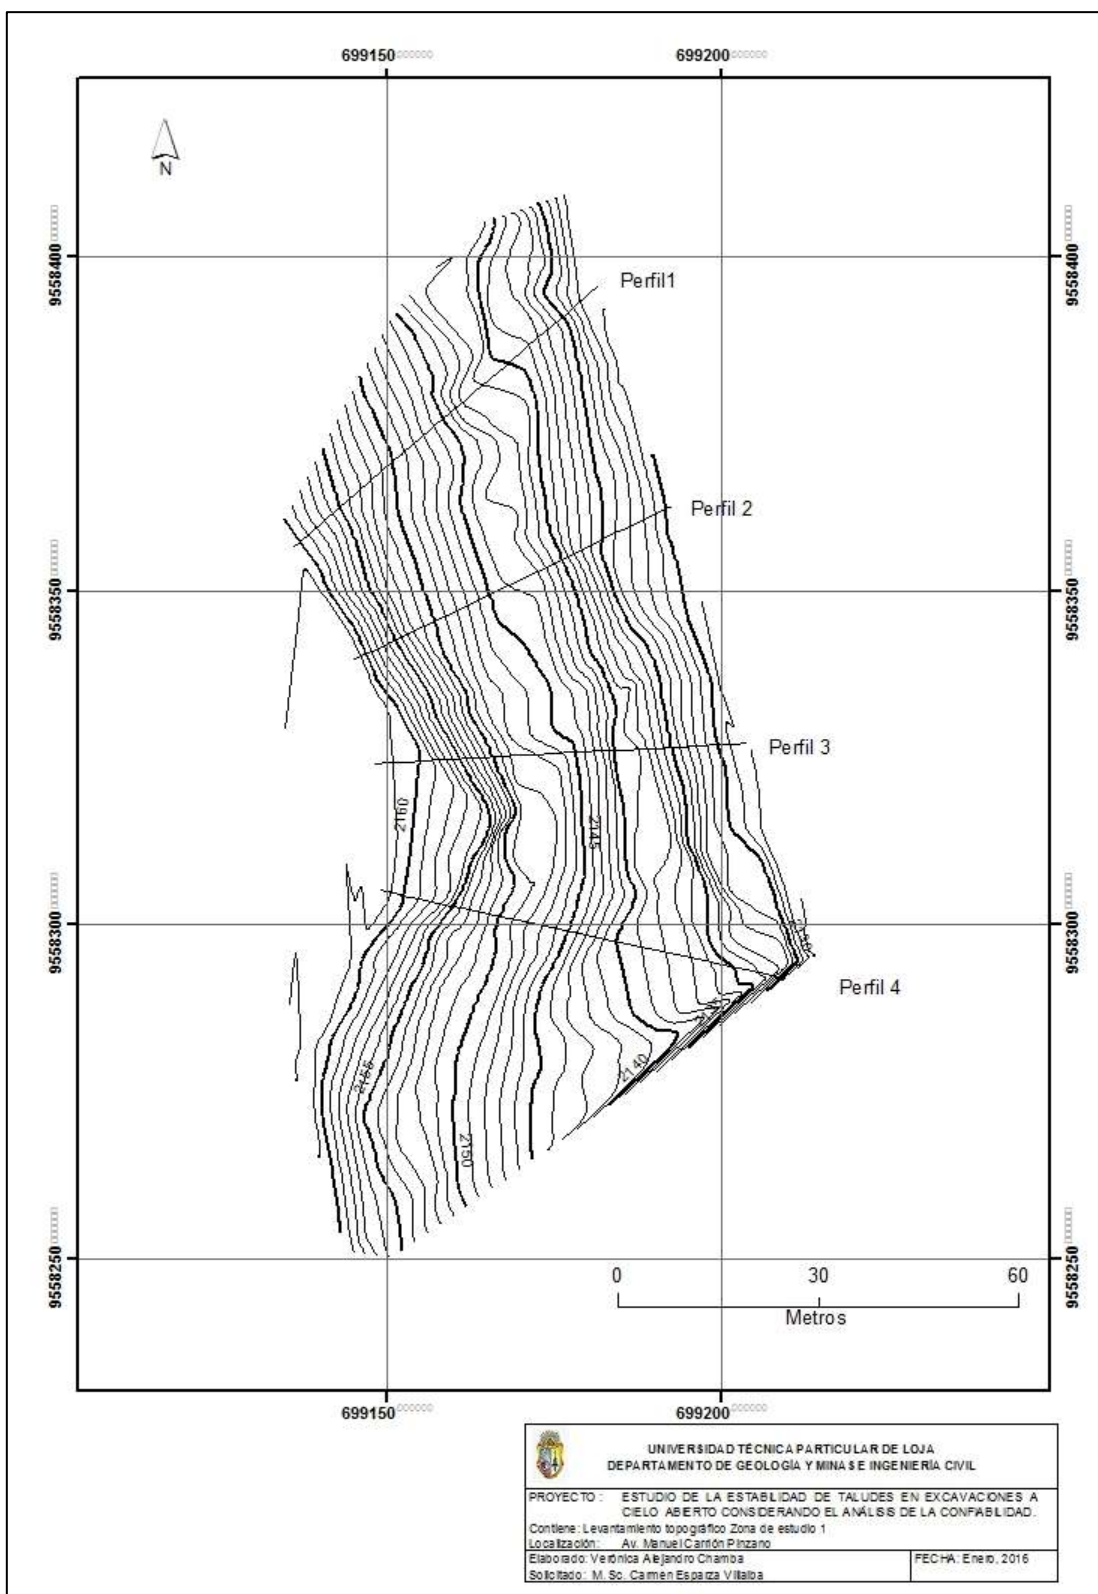 699150 699200
9558400 9558400
N
Perfil1
Perfil 2
9558350 9558350
Perfil 3
2160
2145
9558300 9558300
Perfil 4
2140
2155
2150
9558250 9558250
0 30 60
Metros
699150 699200
UNIVERSIDAD TÉCNICA PARTICULAR DE LOJA
DEPARTAMENTO DE GEOLOGÍA Y MINAS E INGENIERÍA CIVIL
PROYECTO : ESTUDIO DE LA ESTABILIDAD DE TALUDES EN EXCAVACIONES A
CIELO ABIERTO CONSIDERANDO EL ANÁLISIS DE LA CONFIABILIDAD.
Contiene: Levantamiento topográfico Zona de estudio 1
Localización: Av. Manuel Carrión Pinzano
Elaborado: Verónica Alejandro Chamba FECHA: Enero, 2016
Solicitado: M. Sc. Carmen Esparza Villalba